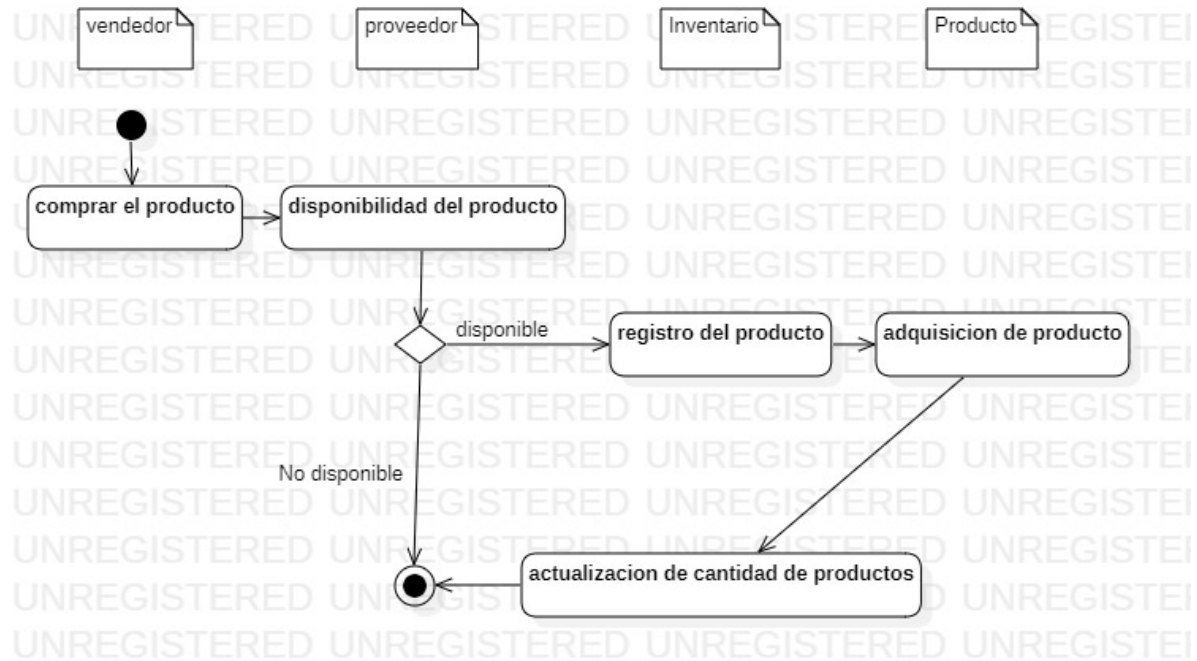 vendedor
proveedor
Inventario
Producto
comprar el producto
disponibilidad del producto
disponible
registro del producto
adquisicion de producto
No disponible
actualizacion de cantidad de productos
UNREGISTERED